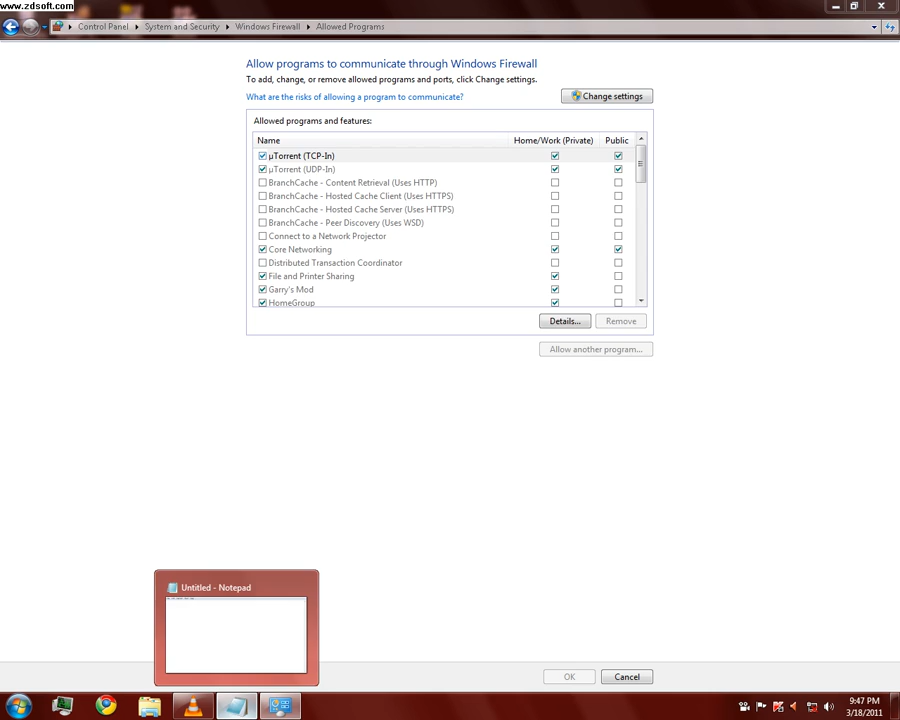 www.zdsoft.com
Control Panel
System and Security
Windows Firewall
Allowed Programs
Allow programs to communicate through Windows Firewall
To add, change, or remove allowed programs and ports, click Change settings.
What are the risks of allowing a program to communicate?
Change settings
Allowed programs and features:
Name Home/Work (Private) Public
µTorrent (TCP-In)
µTorrent (UDP-In)
BranchCache - Content Retrieval (Uses HTTP)
BranchCache - Hosted Cache Client (Uses HTTPS)
BranchCache - Hosted Cache Server (Uses HTTPS)
BranchCache - Peer Discovery (Uses WSD)
Connect to a Network Projector
Core Networking
Distributed Transaction Coordinator
File and Printer Sharing
Garry's Mod
HomeGroup
Details... Remove
Allow another program...
Untitled - Notepad
OK Cancel
9:47 PM
3/18/2011